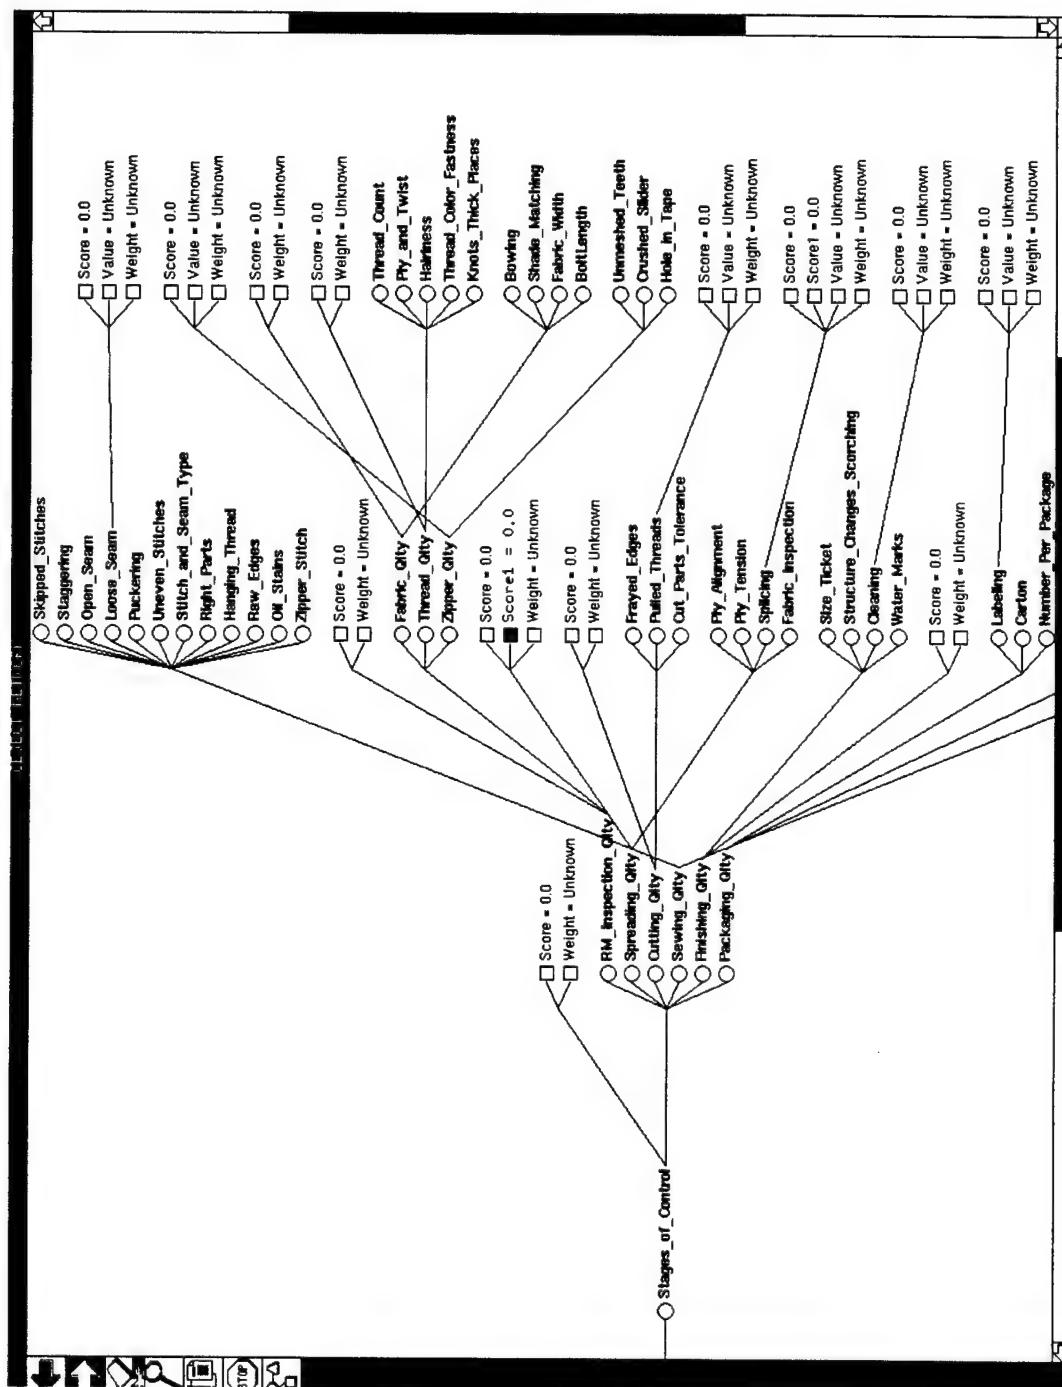 STOP
Stages_of_Control
Score = 0.0
Weight = Unknown
RM_Inspection_Qlty
Spreading_Qlty
Cutting_Qlty
Sewing_Qlty
Finishing_Qlty
Packaging_Qlty
Skipped_Stitches
Staggering
Open_Seam
Loose_Seam
Puckering
Uneven_Stitches
Stitch_and_Seam_Type
Right_Parts
Hanging_Thread
Raw_Edges
Oil_Stains
Zipper_Stitch
Score = 0.0
Weight = Unknown
Fabric_Qlty
Thread_Qlty
Zipper_Qlty
Score = 0.0
Score1 = 0.0
Weight = Unknown
Score = 0.0
Weight = Unknown
Frayed_Edges
Pulled_Threads
Cut_Parts_Tolerance
Ply_Alignment
Ply_Tension
Splicing
Fabric_Inspection
Size_Ticket
Structure_Changes_Scorching
Cleaning
Water_Marks
Score = 0.0
Weight = Unknown
Labeling
Carton
Number_Per_Package
Score = 0.0
Value = Unknown
Weight = Unknown
Score = 0.0
Value = Unknown
Weight = Unknown
Score = 0.0
Weight = Unknown
Score = 0.0
Weight = Unknown
Thread_Count
Ply_and_Twist
Hairiness
Thread_Color_Fastness
Knots_Thick_Places
Bowing
Shade_Matching
Fabric_Width
BoltLength
Unmeshed_Teeth
Crushed_Slider
Hole_in_Tape
Score = 0.0
Value = Unknown
Weight = Unknown
Score = 0.0
Score1 = 0.0
Value = Unknown
Weight = Unknown
Score = 0.0
Value = Unknown
Weight = Unknown
Score = 0.0
Value = Unknown
Weight = Unknown